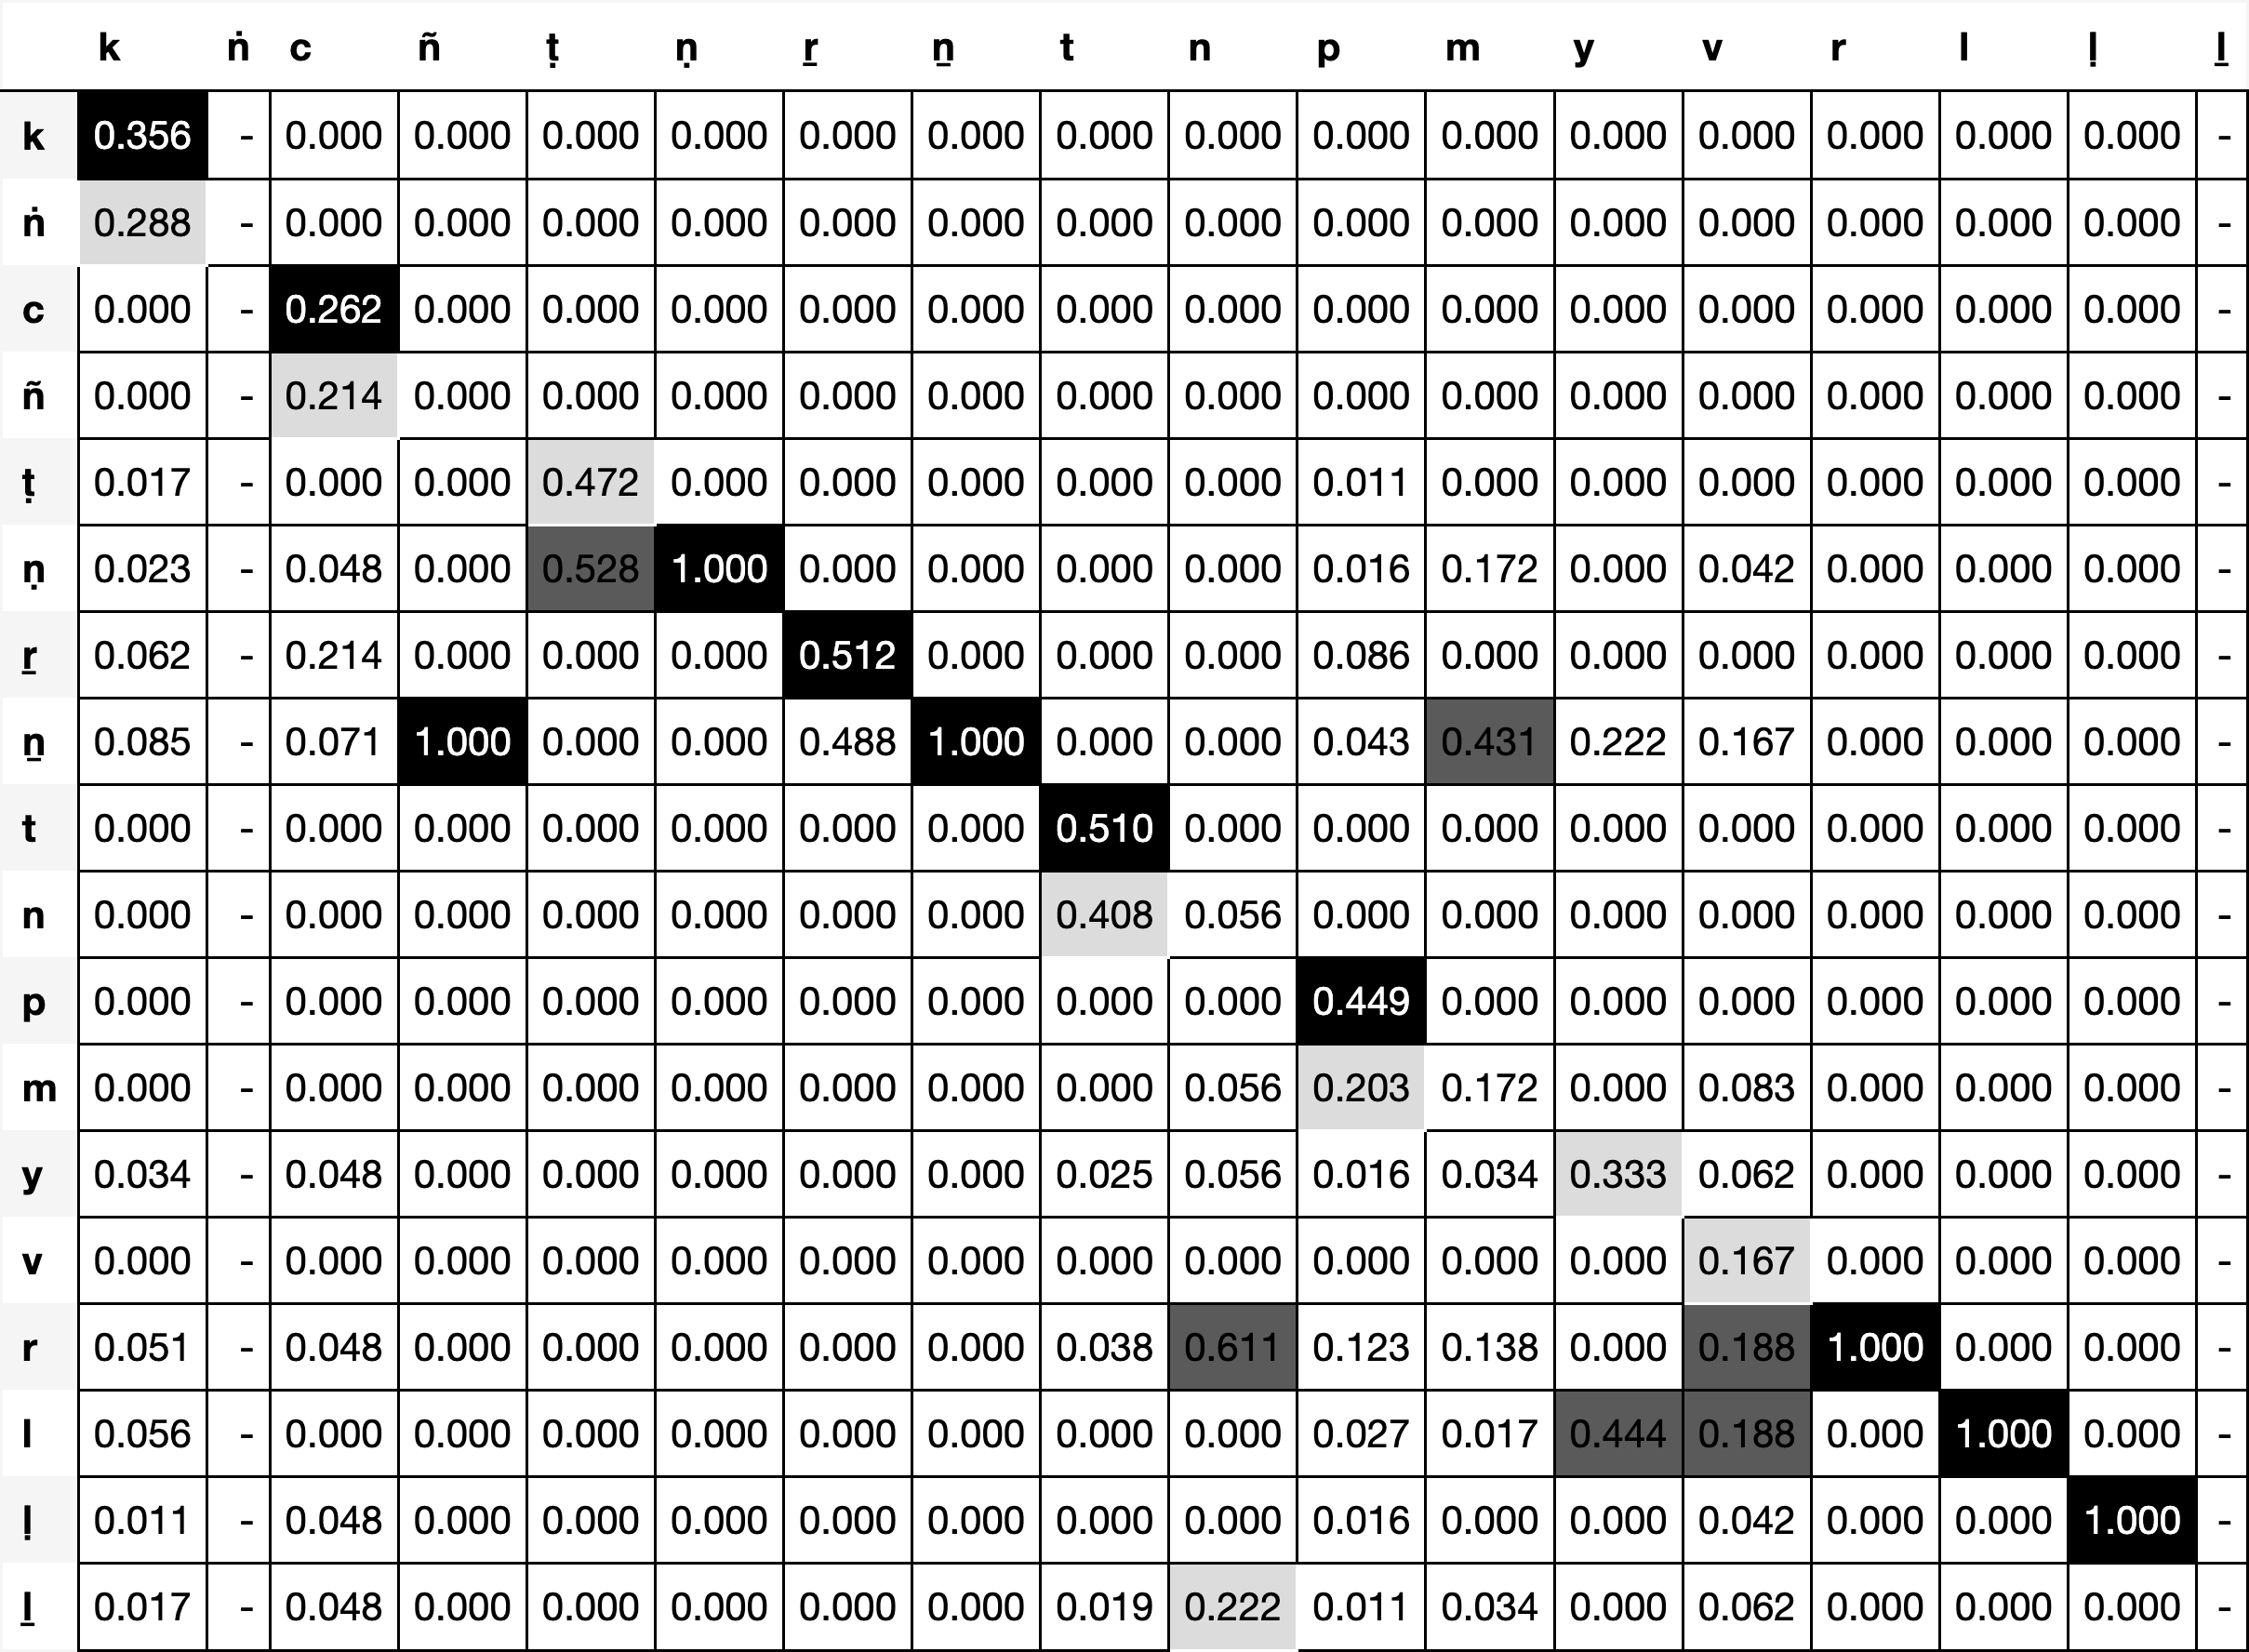 k ṅ c ñ ṭ ṇ ṟ ṉ t n p m y v r l ḷ ḻ
k 0.356 - 0.000 0.000 0.000 0.000 0.000 0.000 0.000 0.000 0.000 0.000 0.000 0.000 0.000 0.000 0.000 -
ṅ 0.288 - 0.000 0.000 0.000 0.000 0.000 0.000 0.000 0.000 0.000 0.000 0.000 0.000 0.000 0.000 0.000 -
c 0.000 - 0.262 0.000 0.000 0.000 0.000 0.000 0.000 0.000 0.000 0.000 0.000 0.000 0.000 0.000 0.000 -
ñ 0.000 - 0.214 0.000 0.000 0.000 0.000 0.000 0.000 0.000 0.000 0.000 0.000 0.000 0.000 0.000 0.000 -
ṭ 0.017 - 0.000 0.000 0.472 0.000 0.000 0.000 0.000 0.000 0.011 0.000 0.000 0.000 0.000 0.000 0.000 -
ṇ 0.023 - 0.048 0.000 0.528 1.000 0.000 0.000 0.000 0.000 0.016 0.172 0.000 0.042 0.000 0.000 0.000 -
ṟ 0.062 - 0.214 0.000 0.000 0.000 0.512 0.000 0.000 0.000 0.086 0.000 0.000 0.000 0.000 0.000 0.000 -
ṉ 0.085 - 0.071 1.000 0.000 0.000 0.488 1.000 0.000 0.000 0.043 0.431 0.222 0.167 0.000 0.000 0.000 -
t 0.000 - 0.000 0.000 0.000 0.000 0.000 0.000 0.510 0.000 0.000 0.000 0.000 0.000 0.000 0.000 0.000 -
n 0.000 - 0.000 0.000 0.000 0.000 0.000 0.000 0.408 0.056 0.000 0.000 0.000 0.000 0.000 0.000 0.000 -
p 0.000 - 0.000 0.000 0.000 0.000 0.000 0.000 0.000 0.000 0.449 0.000 0.000 0.000 0.000 0.000 0.000 -
m 0.000 - 0.000 0.000 0.000 0.000 0.000 0.000 0.000 0.056 0.203 0.172 0.000 0.083 0.000 0.000 0.000 -
y 0.034 - 0.048 0.000 0.000 0.000 0.000 0.000 0.025 0.056 0.016 0.034 0.333 0.062 0.000 0.000 0.000 -
v 0.000 - 0.000 0.000 0.000 0.000 0.000 0.000 0.000 0.000 0.000 0.000 0.000 0.167 0.000 0.000 0.000 -
r 0.051 - 0.048 0.000 0.000 0.000 0.000 0.000 0.038 0.611 0.123 0.138 0.000 0.188 1.000 0.000 0.000 -
l 0.056 - 0.000 0.000 0.000 0.000 0.000 0.000 0.000 0.000 0.027 0.017 0.444 0.188 0.000 1.000 0.000 -
ḷ 0.011 - 0.048 0.000 0.000 0.000 0.000 0.000 0.000 0.000 0.016 0.000 0.000 0.042 0.000 0.000 1.000 -
ḻ 0.017 - 0.048 0.000 0.000 0.000 0.000 0.000 0.019 0.222 0.011 0.034 0.000 0.062 0.000 0.000 0.000 -